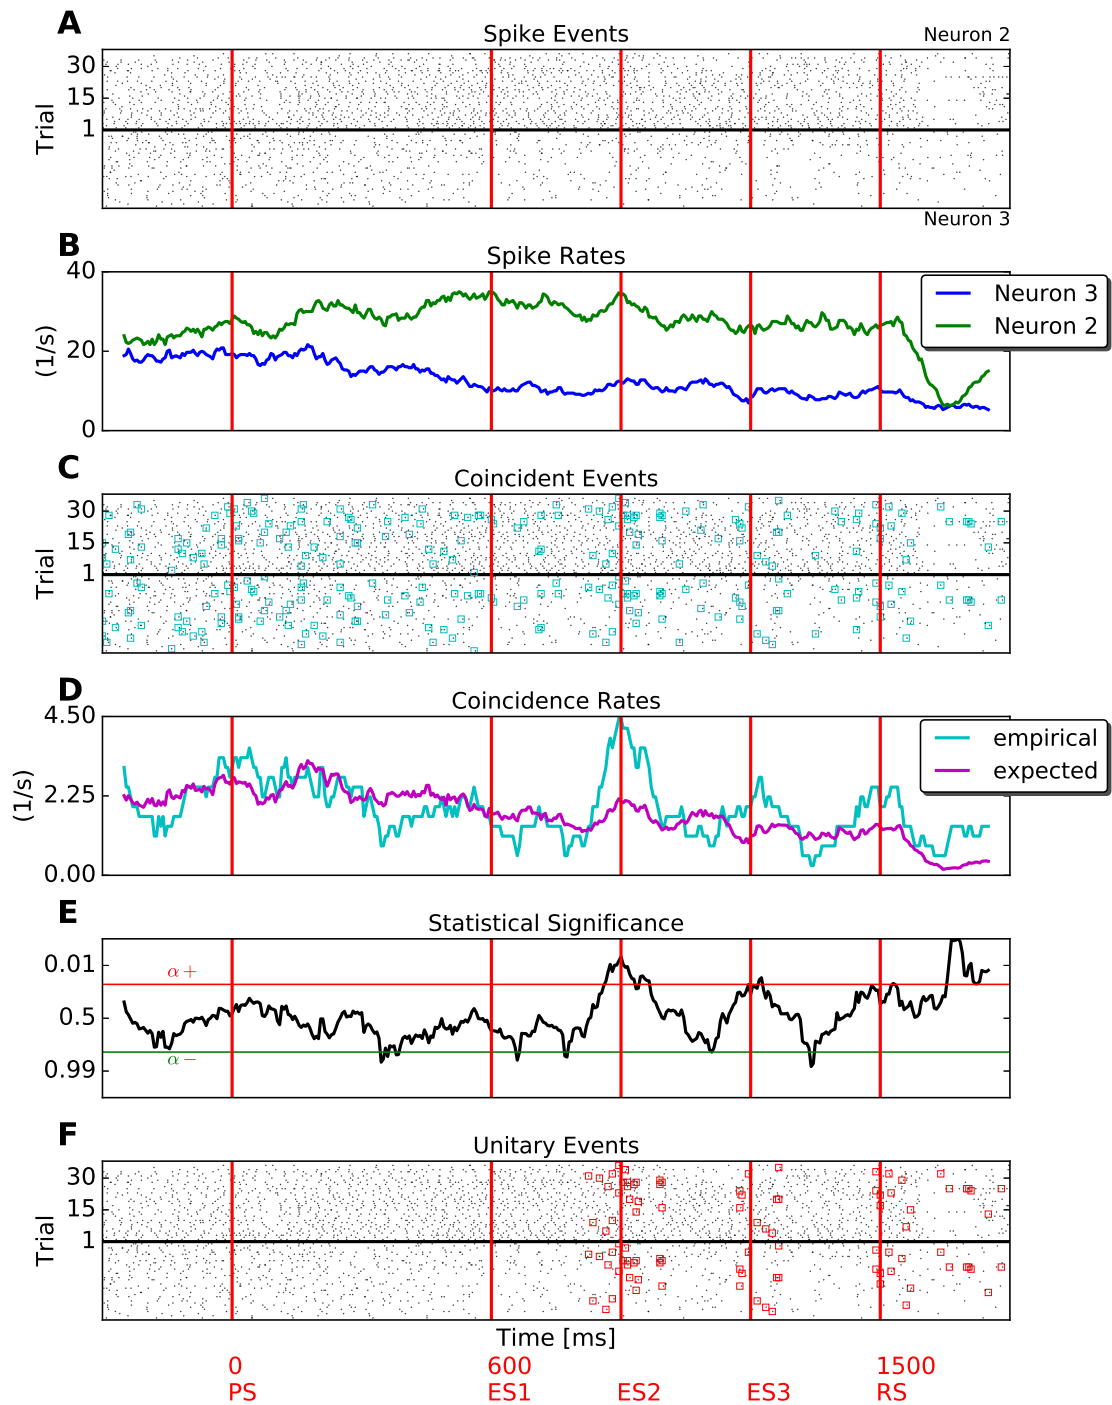 A
Spike Events
Neuron 2
30
15
1
Trial
Neuron 3
B
Spike Rates
40
20
0
(1/s)
Neuron 3
Neuron 2
C
Coincident Events
30
15
1
Trial
D
Coincidence Rates
4.50
2.25
0.00
(1/s)
empirical
expected
E
Statistical Significance
0.01
0.5
0.99
α+
α−
F
Unitary Events
30
15
1
Trial
Time [ms]
0 600 1500
PS ES1 ES2 ES3 RS